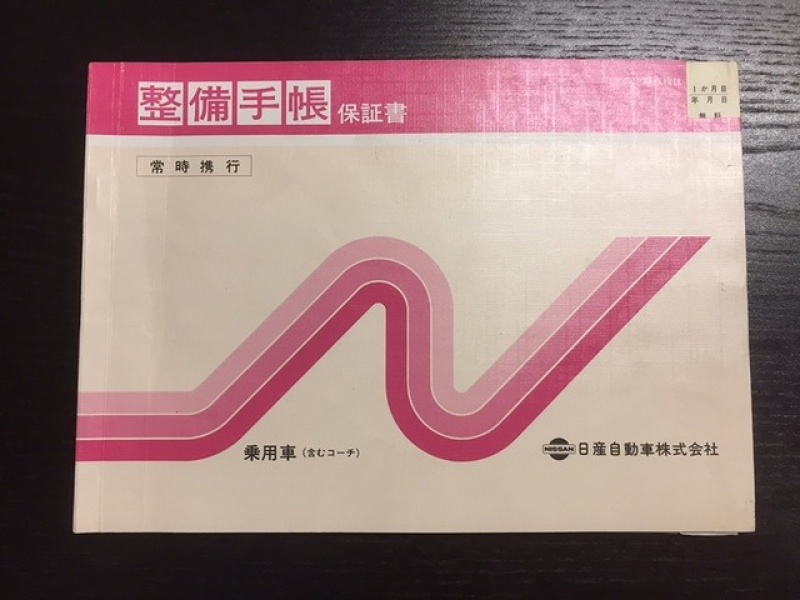 整備手帳 保証書
1か月目
年 月 日
無料
常時携行
乗用車 (含むコーチ)
NISSAN 日産自動車株式会社